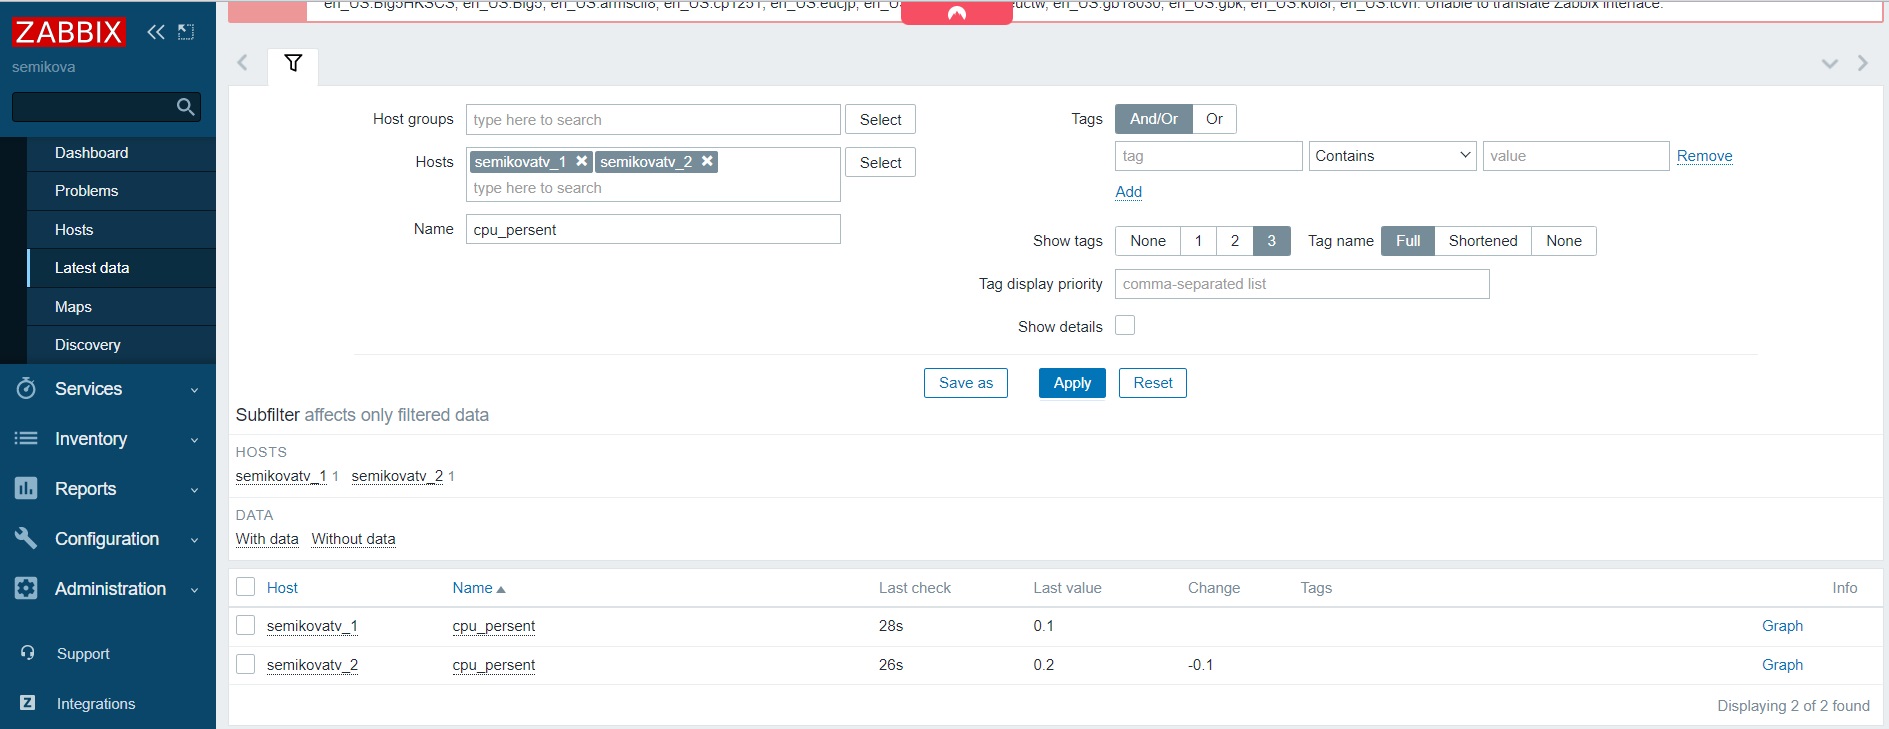 en_US.Big5HKSCS, en_US.Big5, en_US.armscii8, en_US.cp1251, en_US.eucjp, en_US.gb18030, en_US.gbk, en_US.koi8r, en_US.tcvn. Unable to translate Zabbix interface.
ZABBIX
semikova
Dashboard
Problems
Hosts
Latest data
Maps
Discovery
Services
Inventory
Reports
Configuration
Administration
Support
Z Integrations
Host groups type here to search Select
Hosts semikovatv_1 semikovatv_2 Select
type here to search
Name cpu_persent
Tags And/Or Or
tag Contains value Remove
Add
Show tags None 1 2 3 Tag name Full Shortened None
Tag display priority comma-separated list
Show details
Save as Apply Reset
Subfilter affects only filtered data
HOSTS
semikovatv_1 1 semikovatv_2 1
DATA
With data Without data
Host Name Last check Last value Change Tags Info
semikovatv_1 cpu_persent 28s 0.1 Graph
semikovatv_2 cpu_persent 26s 0.2 -0.1 Graph
Displaying 2 of 2 found